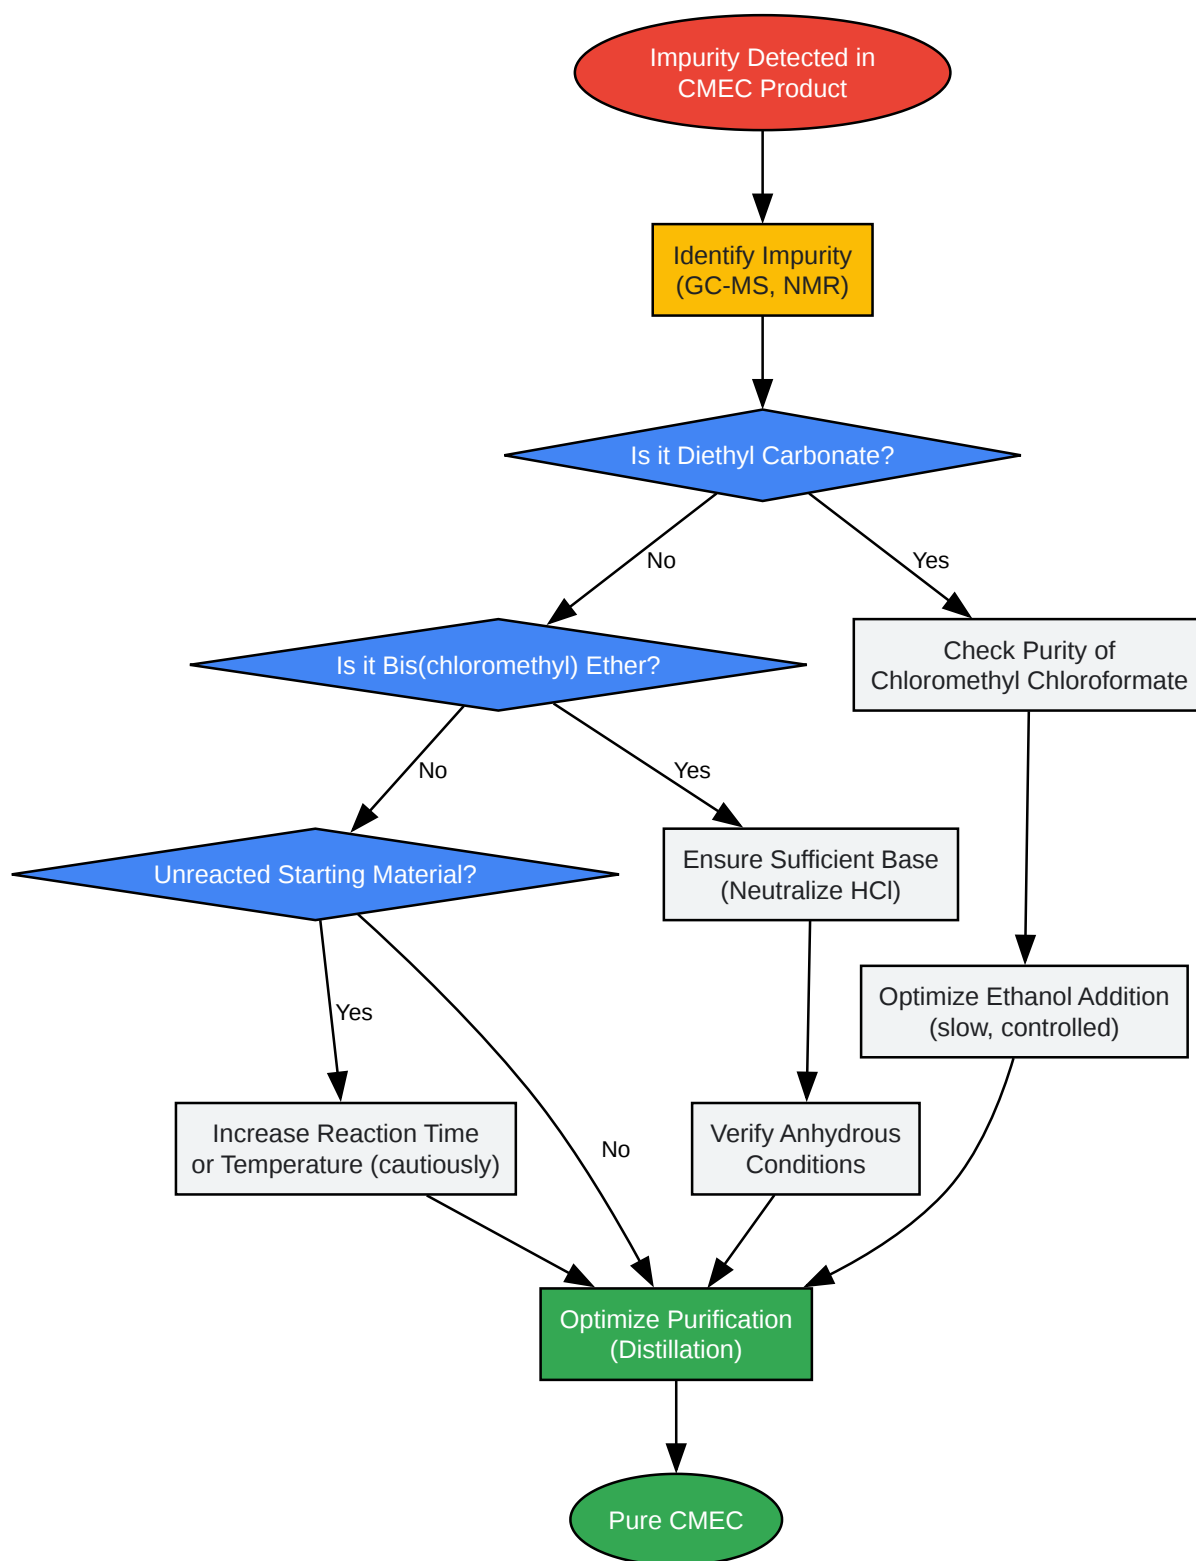 Impurity Detected in
CMEC Product
Identify Impurity
(GC-MS, NMR)
Is it Diethyl Carbonate?
No
Yes
Is it Bis(chloromethyl) Ether?
Check Purity of
Chloromethyl Chloroformate
No
Yes
Unreacted Starting Material?
Ensure Sufficient Base
(Neutralize HCl)
Optimize Ethanol Addition
(slow, controlled)
Yes
Increase Reaction Time
or Temperature (cautiously)
No
Verify Anhydrous
Conditions
Optimize Purification
(Distillation)
Pure CMEC